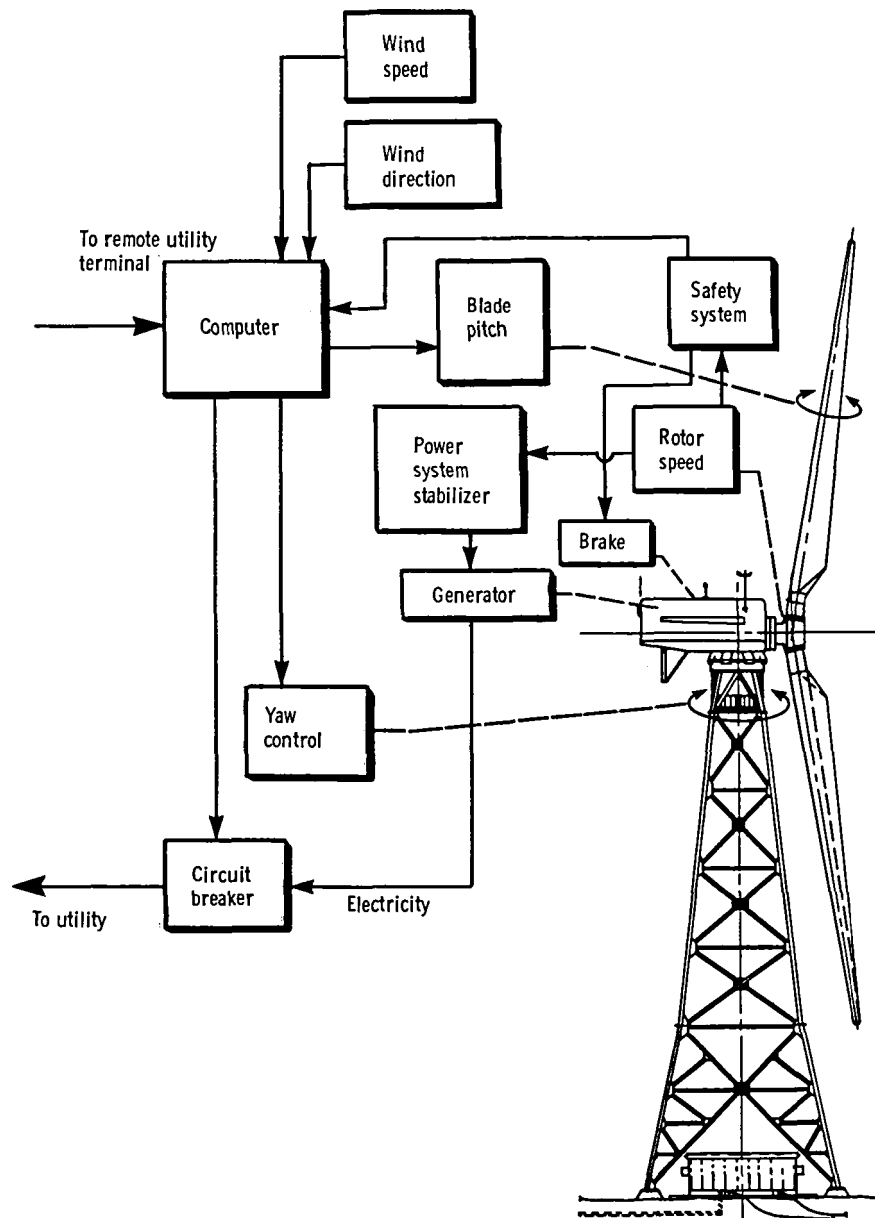 Wind
speed
Wind
direction
To remote utility
terminal
Computer
Blade
pitch
Safety
system
Power
system
stabilizer
Rotor
speed
Brake
Generator
Yaw
control
Circuit
breaker
Electricity
To utility